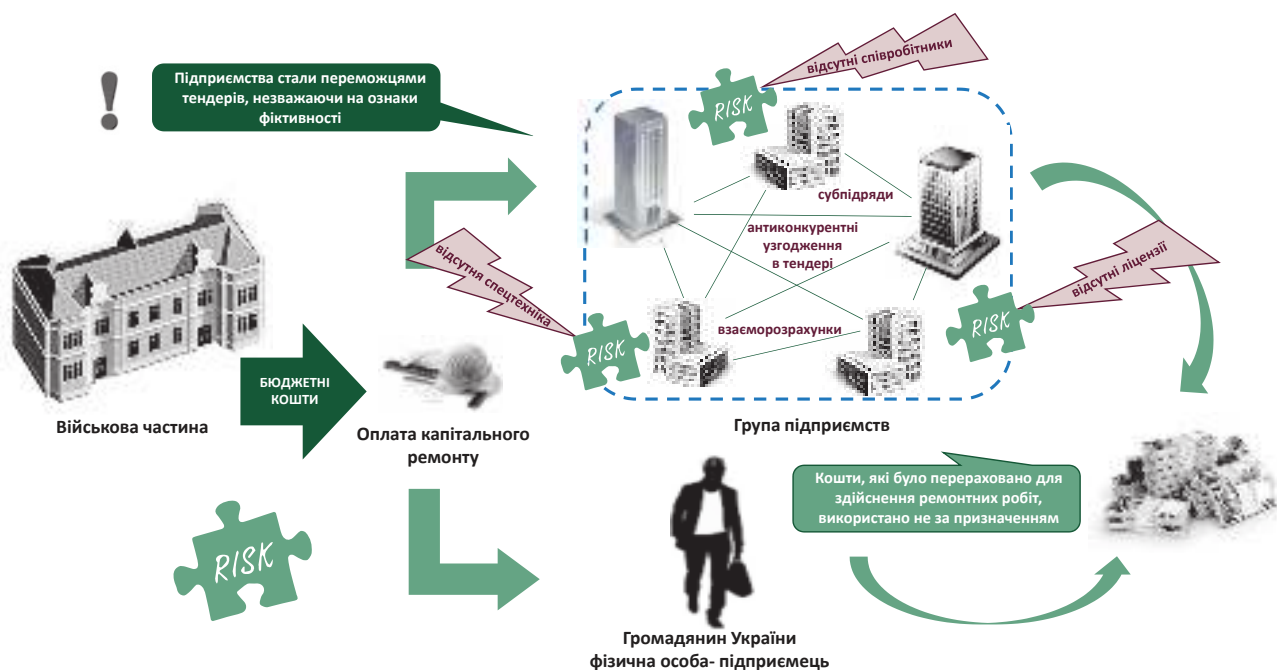 відсутні співробітники
Підприємства стали переможцями
тендерів, незважаючи на ознаки
фіктивності
RISK
субпідряди
антиконкурентні
узгодження
в тендері
відсутня спецтехніка
відсутні ліцензії
RISK
взаєморозрахунки
RISK
БЮДЖЕТНІ
КОШТИ
Військова частина
Оплата капітального
ремонту
Група підприємств
Кошти, які було перераховано для
здійснення ремонтних робіт,
використано не за призначенням
RISK
Громадянин України
фізична особа- підприємець